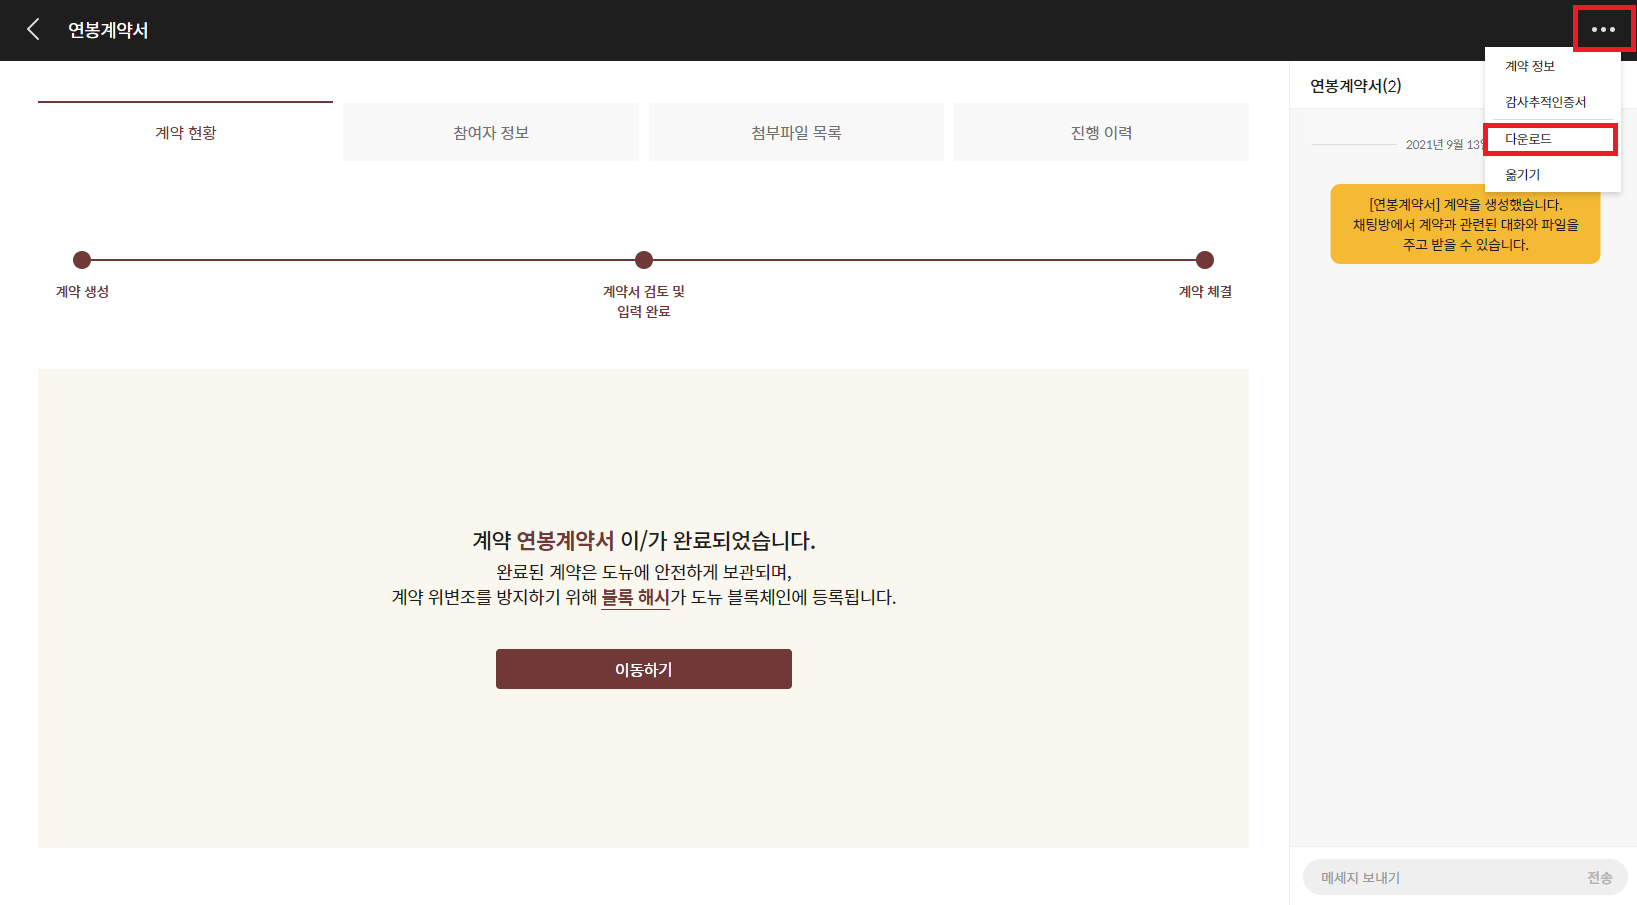 연봉계약서
계약 현황
참여자 정보
첨부파일 목록
진행 이력
계약 생성
계약서 검토 및
입력 완료
계약 체결
계약 연봉계약서 이/가 완료되었습니다.
완료된 계약은 도뉴에 안전하게 보관되며,
계약 위변조를 방지하기 위해 블록 해시가 도뉴 블록체인에 등록됩니다.
이동하기
연봉계약서(2)
계약 정보
감사추적인증서
다운로드
옮기기
2021년 9월 13일
[연봉계약서] 계약을 생성했습니다.
채팅방에서 계약과 관련된 대화와 파일을
주고 받을 수 있습니다.
메세지 보내기
전송